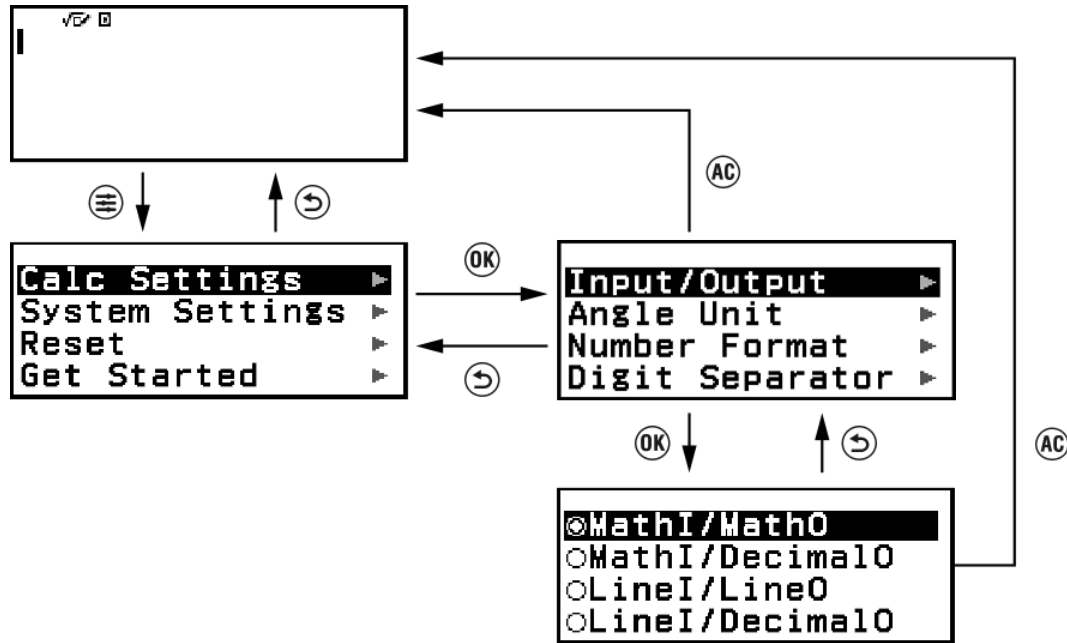 √ D
AC
Calc Settings
System Settings
Reset
Get Started
OK
Input/Output
Angle Unit
Number Format
Digit Separator
OK
AC
MathI/MathO
MathI/DecimalO
LineI/LineO
LineI/DecimalO